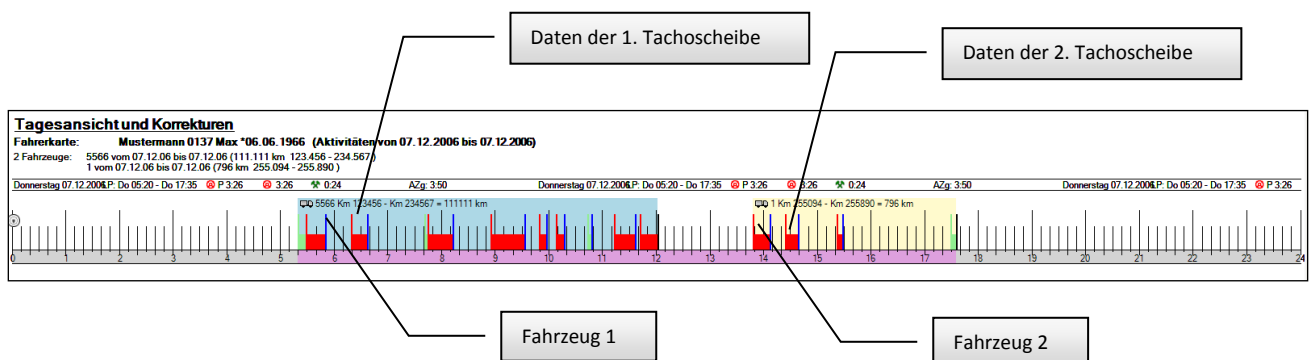 Daten der 1. Tachoscheibe
Daten der 2. Tachoscheibe
Tagesansicht und Korrekturen
Fahrerkarte: Mustermann 0137 Max *06.06.1966 (Aktivitäten von 07.12.2006 bis 07.12.2006)
2 Fahrzeuge: 5566 vom 07.12.06 bis 07.12.06 (111.111 km 123.456 - 234.567)
1 vom 07.12.06 bis 07.12.06 (796 km 255.094 - 255.890 )
Donnerstag 07.12.2006 LP: Do 05:20 - Do 17:35 P 3:26 3:26 0:24 AZg: 3:50 Donnerstag 07.12.2006 LP: Do 05:20 - Do 17:35 P 3:26 3:26 0:24 AZg: 3:50 Donnerstag 07.12.2006 LP: Do 05:20 - Do 17:35 P 3:26
5566 Km 123456 - Km 234567 = 111111 km 1 Km 255094 - Km 255890 = 796 km
0 1 2 3 4 5 6 7 8 9 10 11 12 13 14 15 16 17 18 19 20 21 22 23 24
Fahrzeug 1
Fahrzeug 2